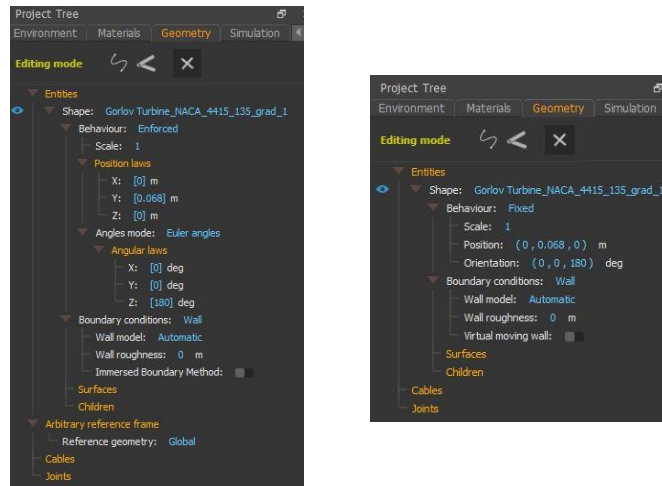 Project Tree
Environment Materials Geometry Simulation
Editing mode
Entities
Shape: Gorlov Turbine_NACA_4415_135_grad_1
Behaviour: Enforced
Scale: 1
Position laws
X: [0] m
Y: [0.068] m
Z: [0] m
Angles mode: Euler angles
Angular laws
X: [0] deg
Y: [0] deg
Z: [180] deg
Boundary conditions: Wall
Wall model: Automatic
Wall roughness: 0 m
Immersed Boundary Method:
Surfaces
Children
Arbitrary reference frame
Reference geometry: Global
Cables
Joints
Project Tree
Environment Materials Geometry Simulation
Editing mode
Entities
Shape: Gorlov Turbine_NACA_4415_135_grad_1
Behaviour: Fixed
Scale: 1
Position: (0,0.068,0) m
Orientation: (0,0,180) deg
Boundary conditions: Wall
Wall model: Automatic
Wall roughness: 0 m
Virtual moving wall:
Surfaces
Children
Cables
Joints